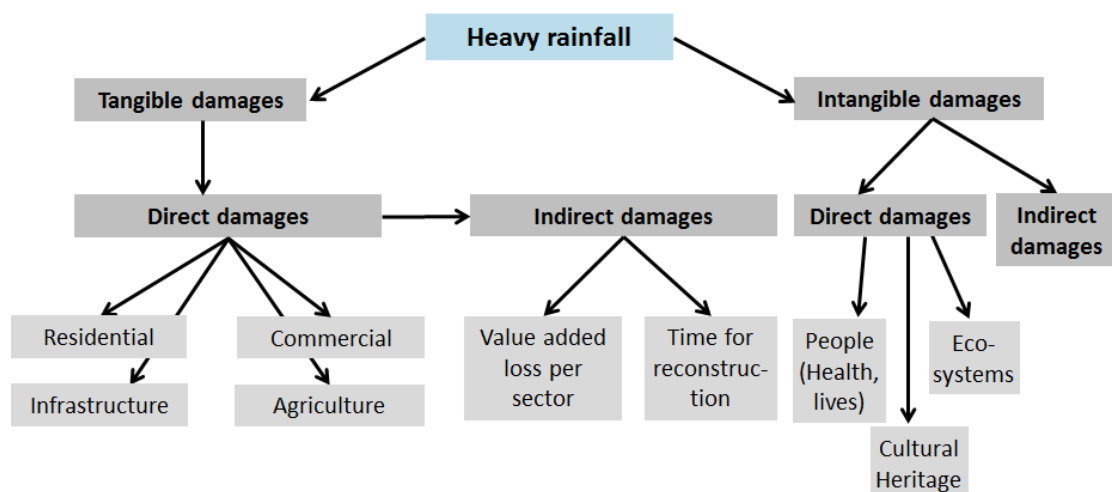 Heavy rainfall
Tangible damages
Intangible damages
Direct damages
Indirect damages
Direct damages
Indirect
damages
Residential
Commercial
Infrastructure
Agriculture
Value added
loss per
sector
Time for
reconstruc-
tion
People
(Health,
lives)
Eco-
systems
Cultural
Heritage